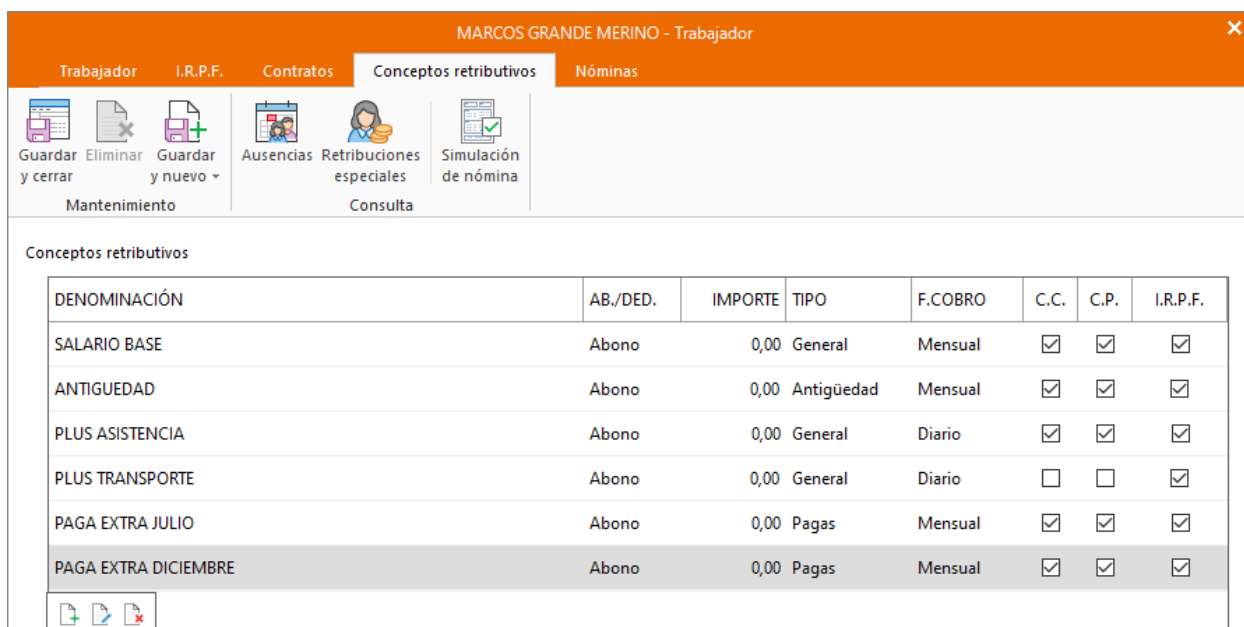 MARCOS GRANDE MERINO - Trabajador
Trabajador I.R.P.F. Contratos Conceptos retributivos Nóminas
Guardar y cerrar Eliminar Guardar y nuevo Ausencias Retribuciones especiales Simulación de nómina
Mantenimiento Consulta
Conceptos retributivos
DENOMINACIÓN AB./DED. IMPORTE TIPO F.COBRO C.C. C.P. I.R.P.F.
SALARIO BASE Abono 0,00 General Mensual
ANTIGUEDAD Abono 0,00 Antigüedad Mensual
PLUS ASISTENCIA Abono 0,00 General Diario
PLUS TRANSPORTE Abono 0,00 General Diario
PAGA EXTRA JULIO Abono 0,00 Pagas Mensual
PAGA EXTRA DICIEMBRE Abono 0,00 Pagas Mensual